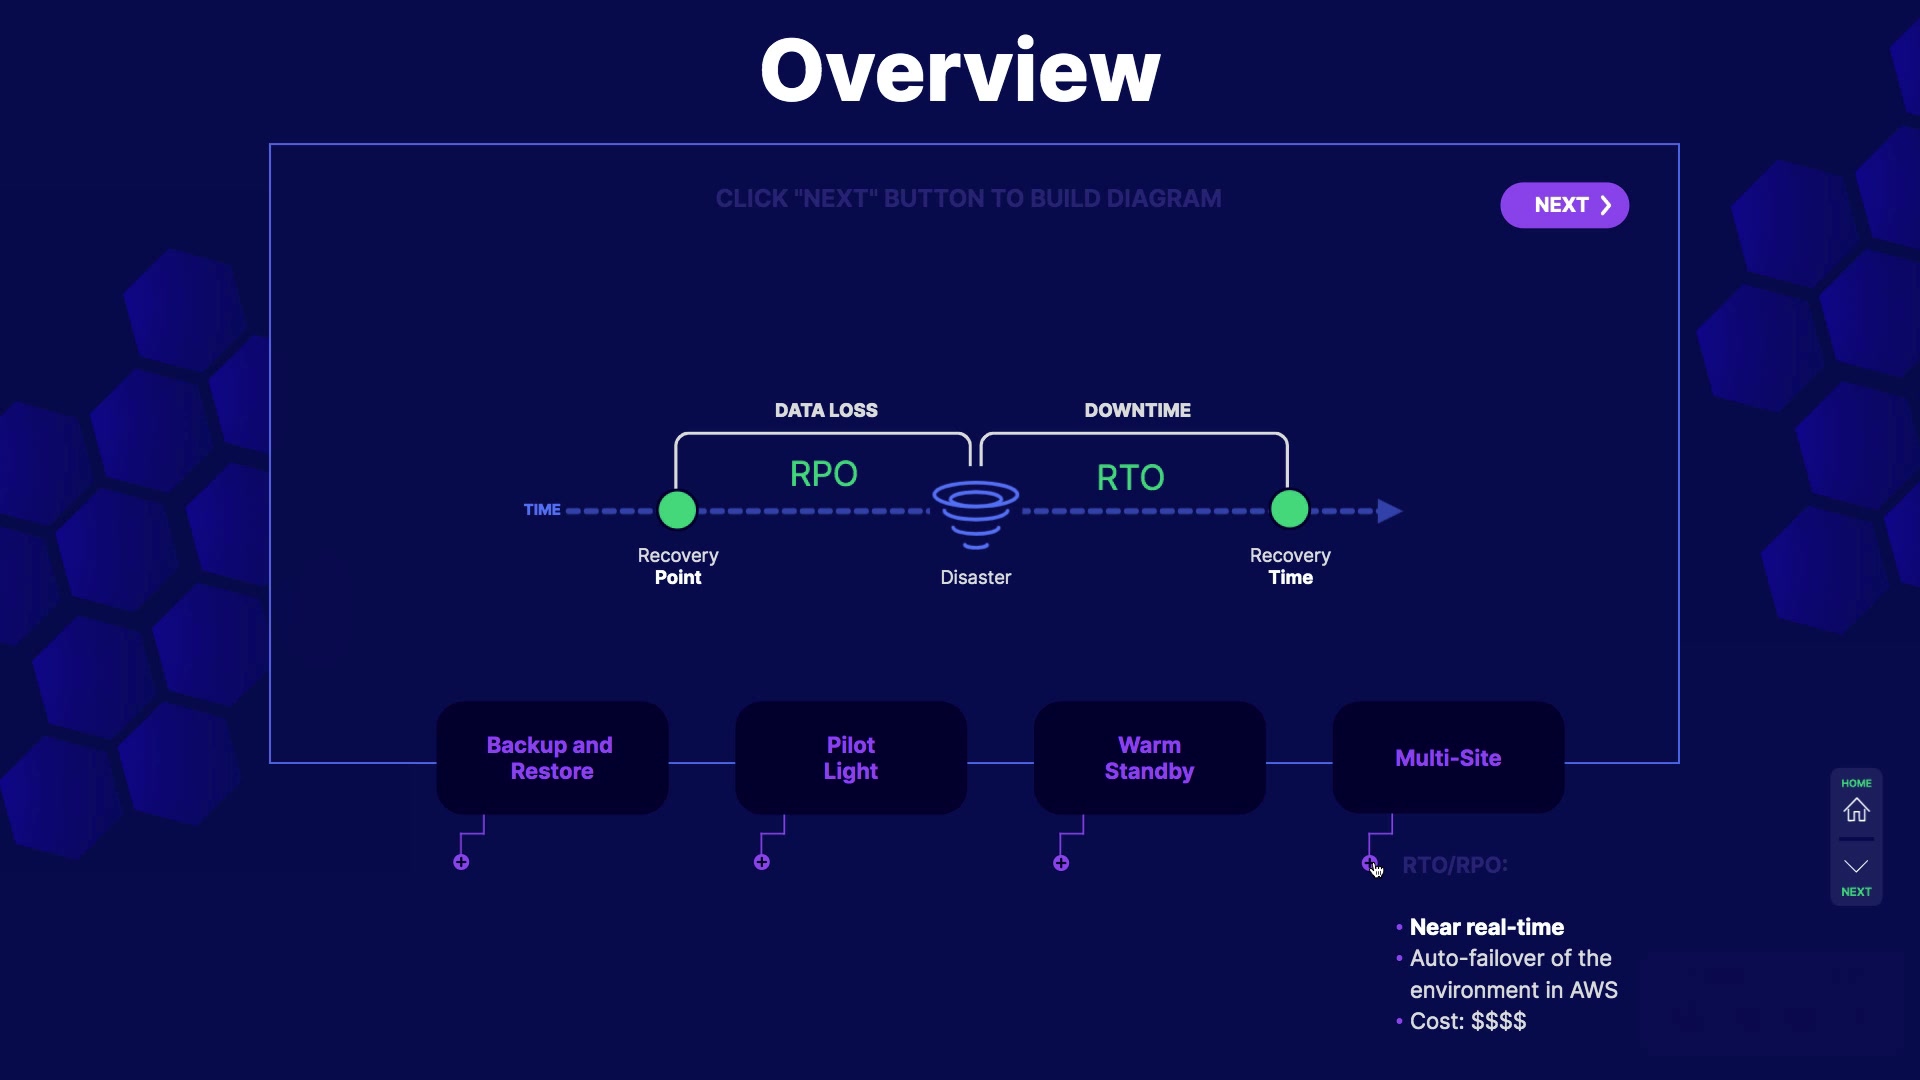 Overview
CLICK "NEXT" BUTTON TO BUILD DIAGRAM
NEXT
DATA LOSS
DOWNTIME
RPO
RTO
TIME
Recovery
Point
Disaster
Recovery
Time
Backup and
Restore
Pilot
Light
Warm
Standby
Multi-Site
HOME
NEXT
RTO/RPO:
• Near real-time
• Auto-failover of the
environment in AWS
• Cost: $$$$